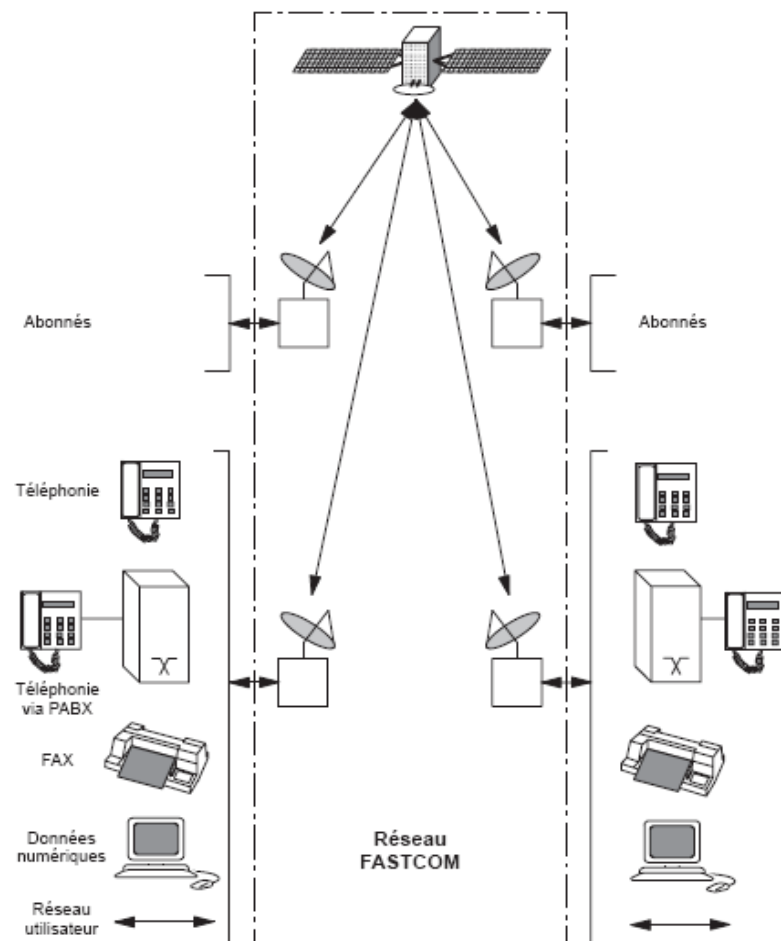 Abonnés
Abonnés
Téléphonie
Téléphonie
via PABX
FAX
Données
numériques
Réseau
utilisateur
Réseau
FASTCOM